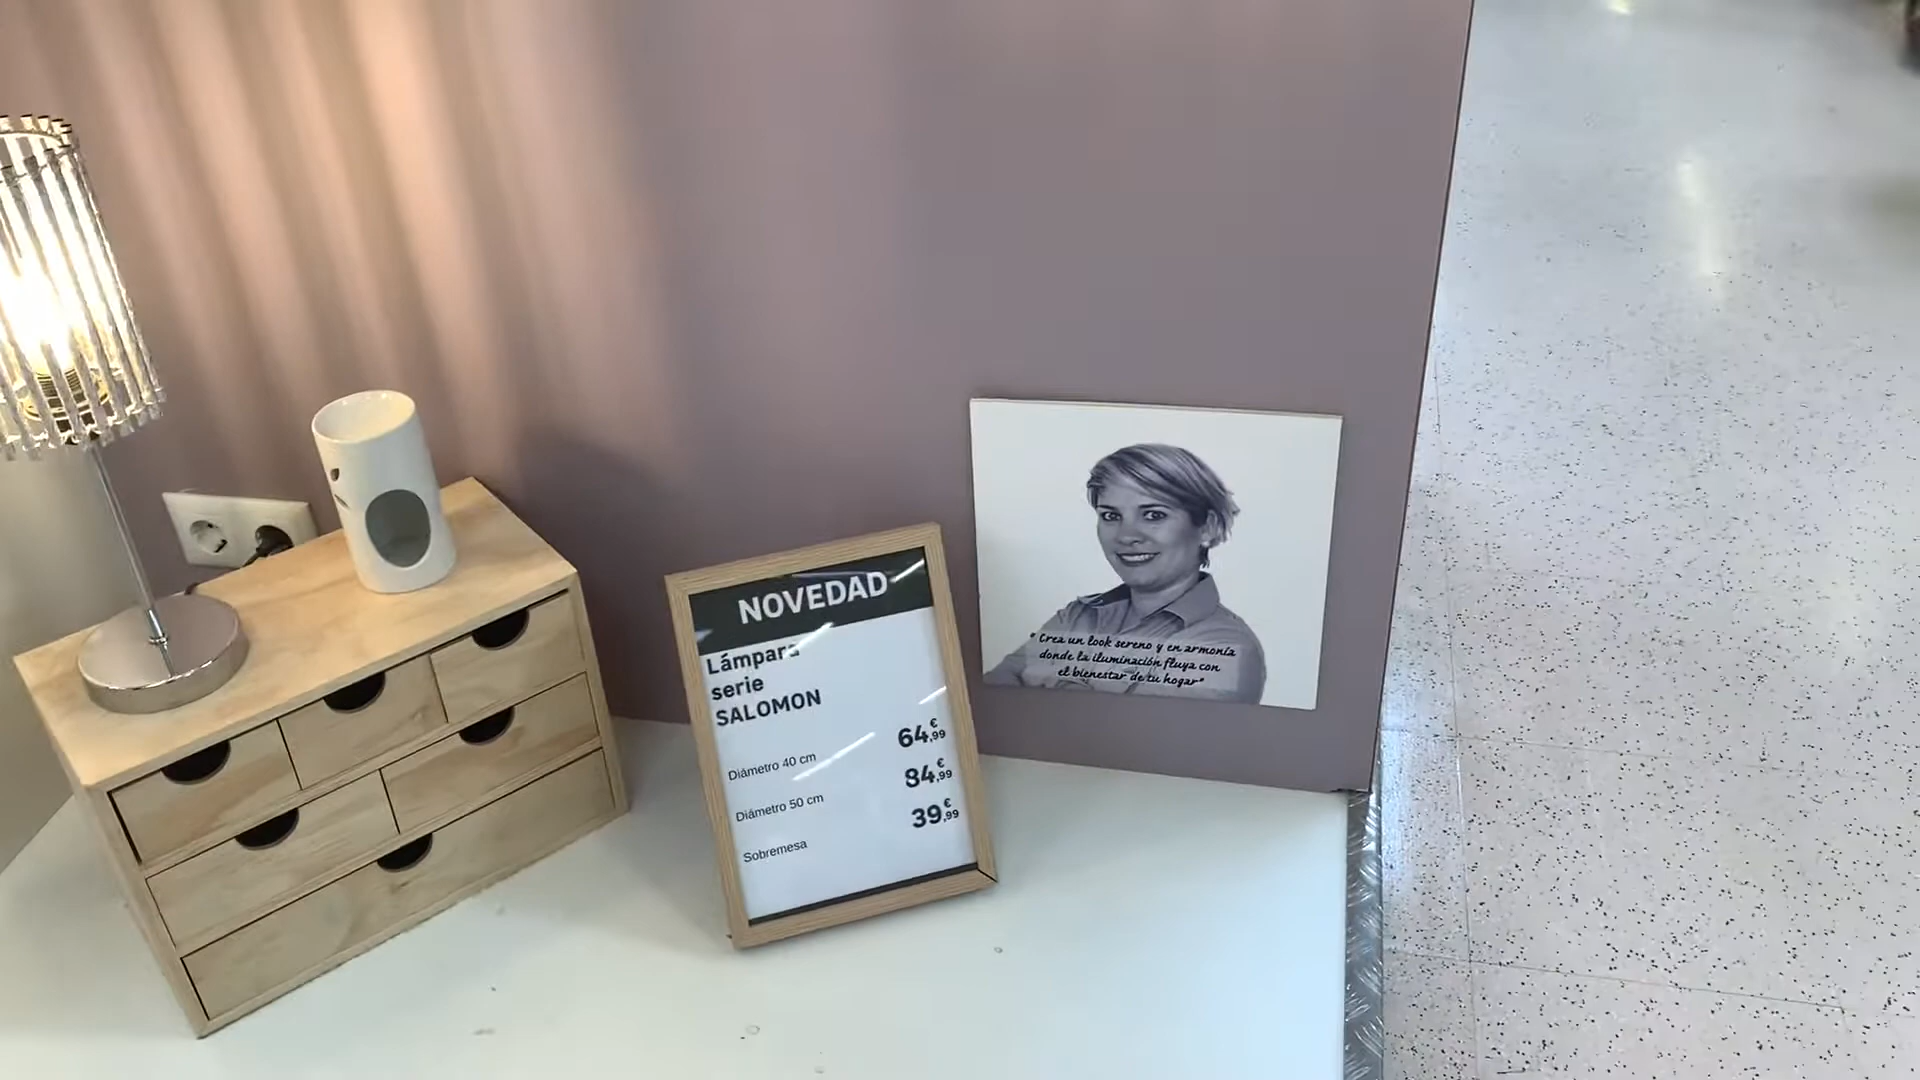 NOVEDAD
Lámpara
serie
SALOMON
Diámetro 40 cm 64,99 €
Diámetro 50 cm 84,99 €
Sobremesa 39,99 €
" Crea un look sereno y en armonía
donde la iluminación fluya con
el bienestar de tu hogar"